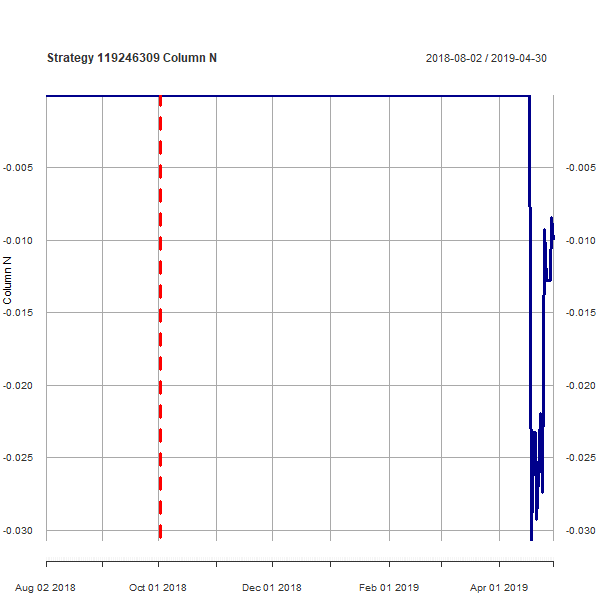 Strategy 119246309 Column N
2018-08-02 / 2019-04-30
-0.005
-0.005
-0.010
-0.010
Column N
-0.015
-0.015
-0.020
-0.020
-0.025
-0.025
-0.030
-0.030
Aug 02 2018
Oct 01 2018
Dec 01 2018
Feb 01 2019
Apr 01 2019